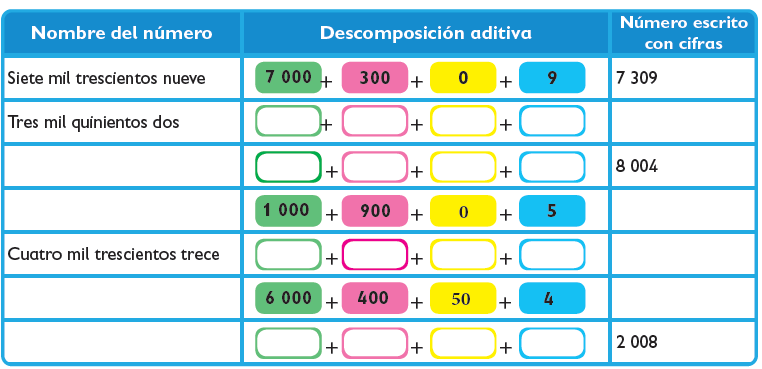 Nombre del número Descomposición aditiva Número escrito
con cifras
Siete mil trescientos nueve 7 000 + 300 + 0 + 9 7 309
Tres mil quinientos dos + + +
+ + + 8 004
1 000 + 900 + 0 + 5
Cuatro mil trescientos trece + + +
6 000 + 400 + 50 + 4
+ + + 2 008